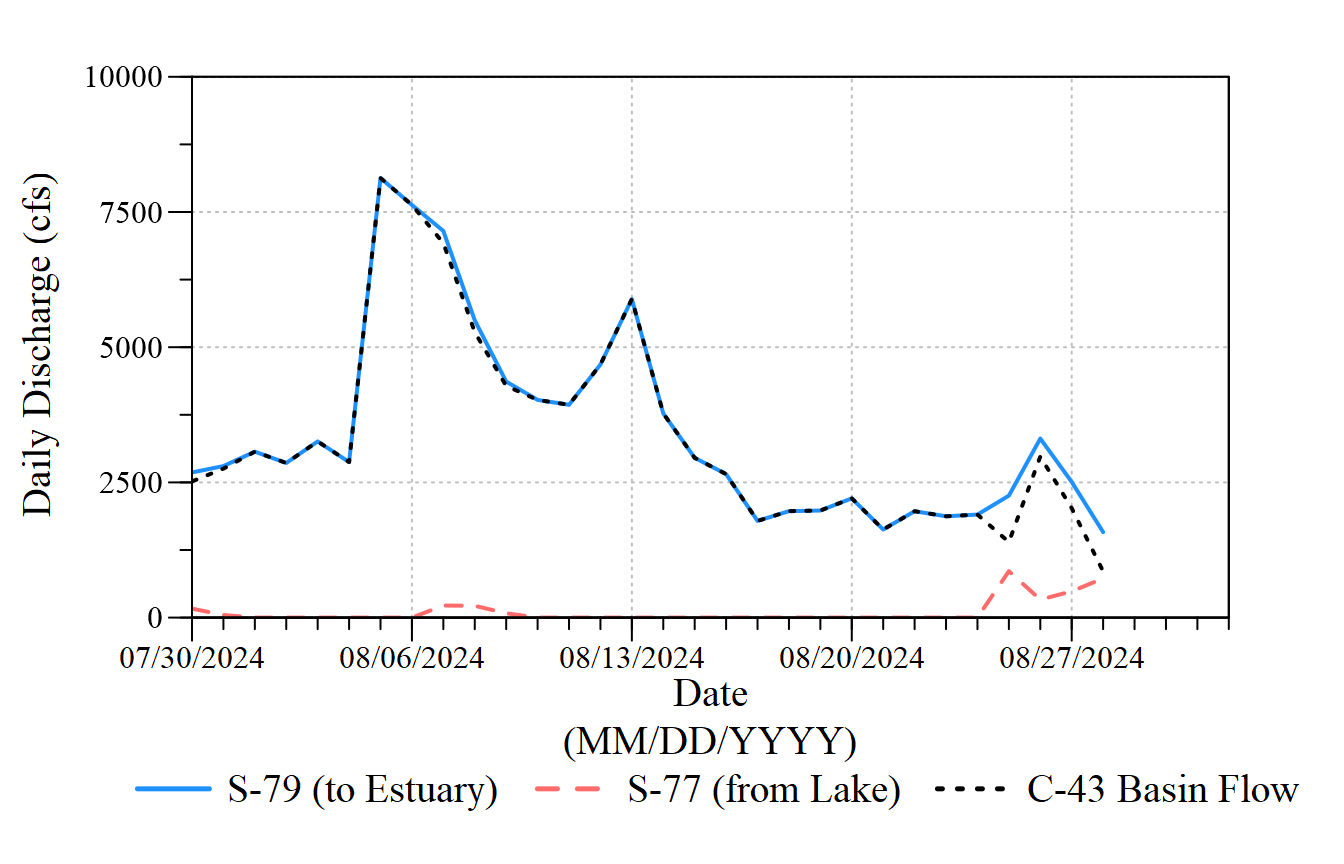 10000
7500
5000
2500
0
Daily Discharge (cfs)
07/30/2024 08/06/2024 08/13/2024 08/20/2024 08/27/2024
Date
(MM/DD/YYYY)
S-79 (to Estuary) S-77 (from Lake) C-43 Basin Flow